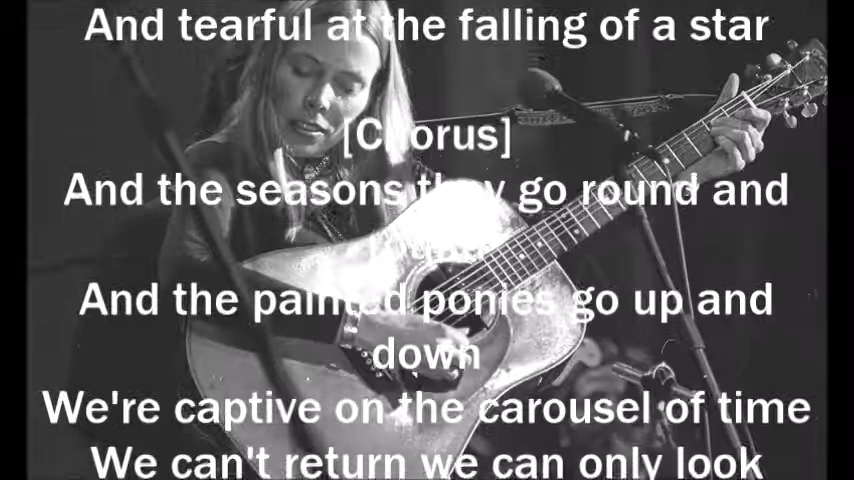 And tearful at the falling of a star
[Chorus]
And the seasons they go round and
And the painted ponies go up and
down
We're captive on the carousel of time
We can't return we can only look